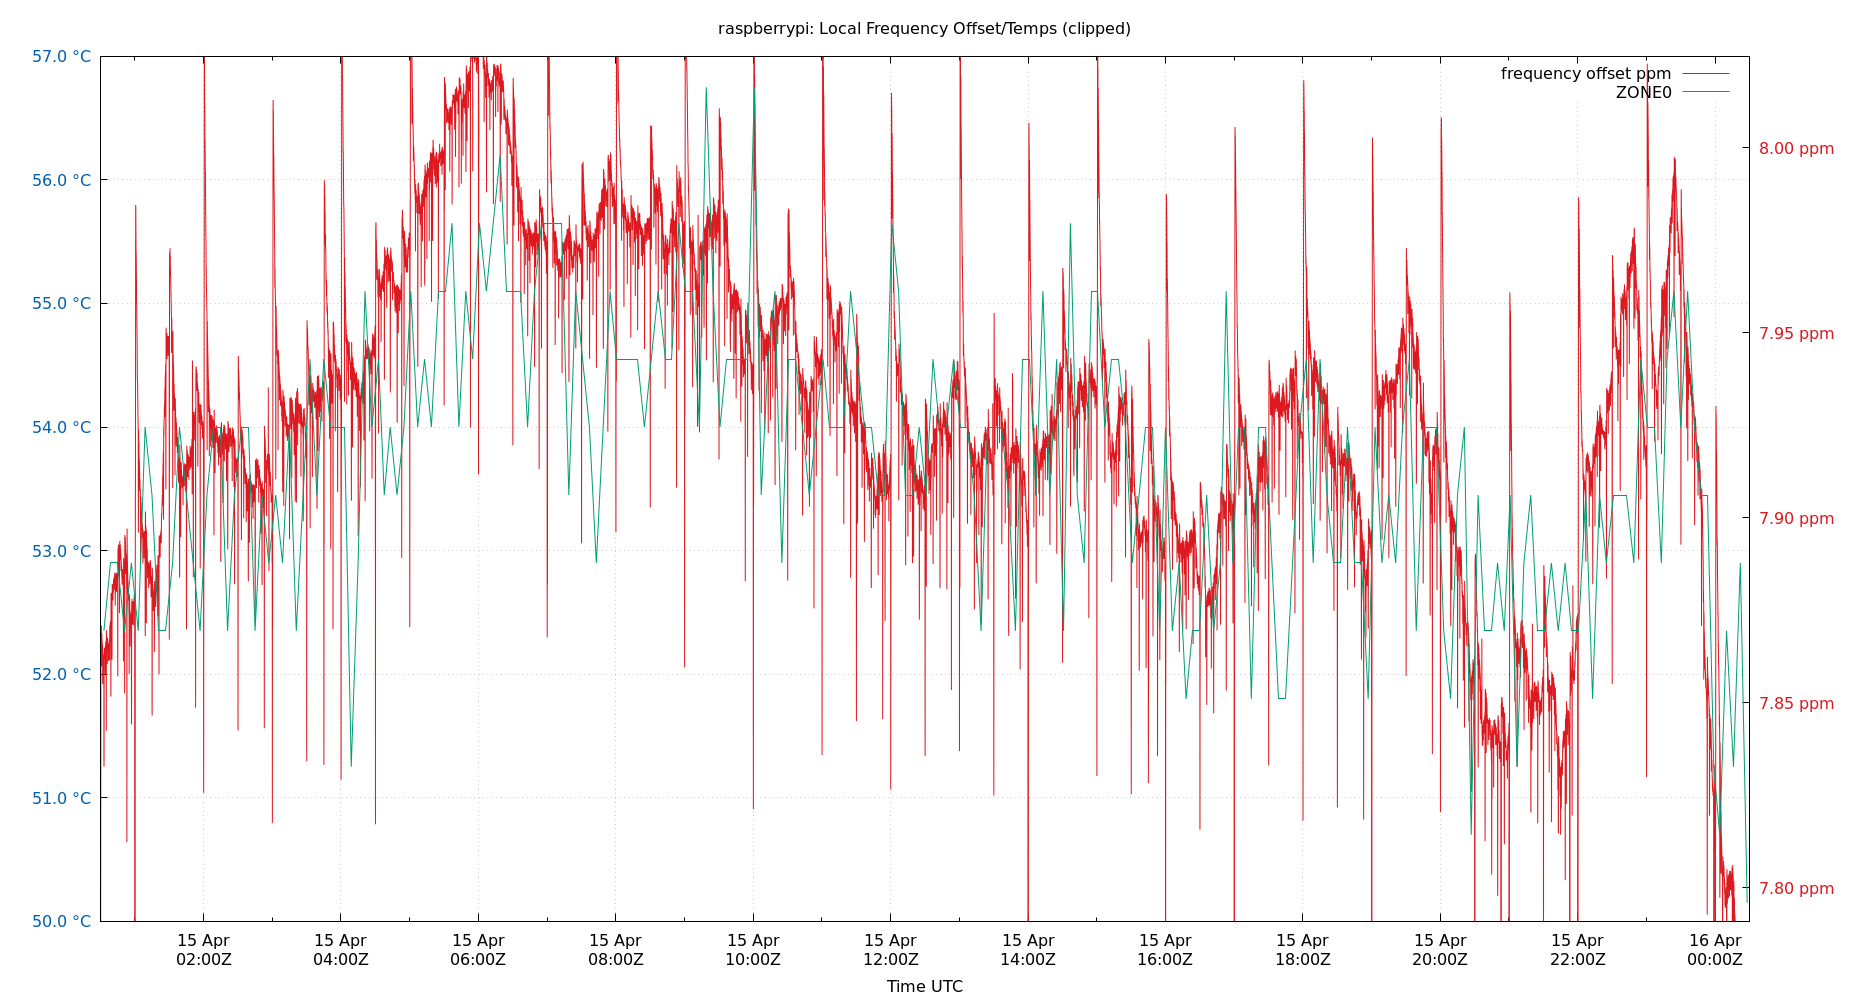 raspberrypi: Local Frequency Offset/Temps (clipped)
57.0 °C
56.0 °C
55.0 °C
54.0 °C
53.0 °C
52.0 °C
51.0 °C
50.0 °C
frequency offset ppm
ZONE0
8.00 ppm
7.95 ppm
7.90 ppm
7.85 ppm
7.80 ppm
15 Apr 15 Apr 15 Apr 15 Apr 15 Apr 15 Apr 15 Apr 15 Apr 15 Apr 15 Apr 15 Apr 16 Apr
02:00Z 04:00Z 06:00Z 08:00Z 10:00Z 12:00Z 14:00Z 16:00Z 18:00Z 20:00Z 22:00Z 00:00Z
Time UTC